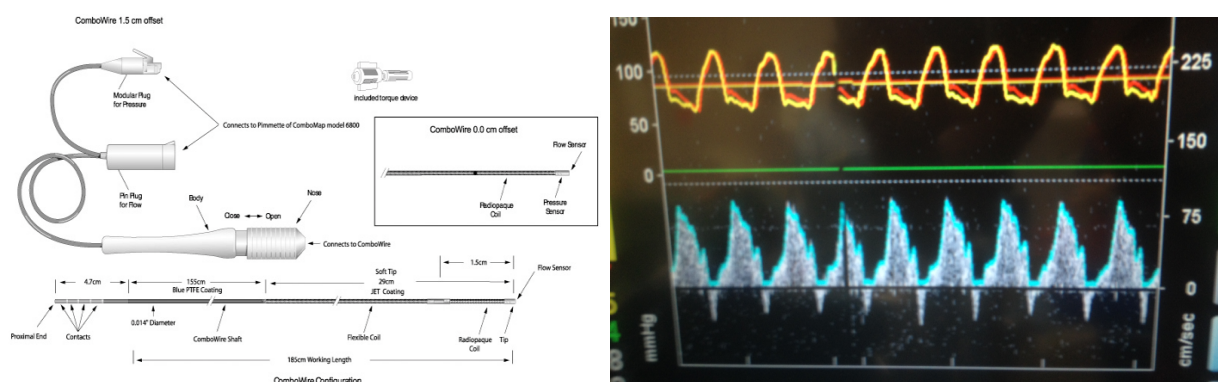 ComboWire 1.5 cm offset
Modular Plug
for Pressure
included torque device
Connects to Pimmette of ComboMap model 6800
ComboWire 0.0 cm offset
Flow Sensor
Radiopaque
Coil
Pressure
Sensor
Pin Plug
for Flow
Body
Close
Open
Nose
Connects to ComboWire
1.5cm
4.7cm
155cm
Blue PTFE Coating
Soft Tip
29cm
JET Coating
Flow Sensor
Proximal End
Contacts
0.014" Diameter
ComboWire Shaft
Flexible Coil
Radiopaque
Coil
Tip
185cm Working Length
ComboWire Configuration
150
100
50
0
mmHg
225
150
75
0
cm/sec